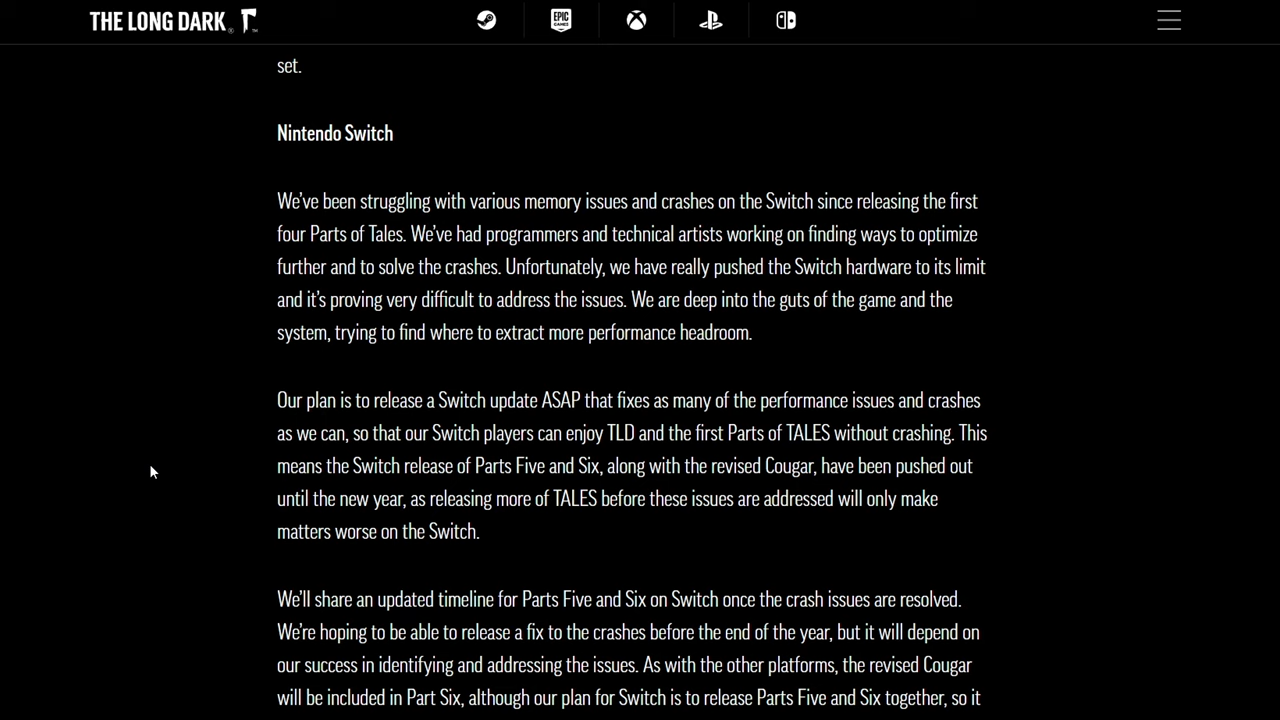 THE LONG DARK
EPIC GAMES
set.
Nintendo Switch
We've been struggling with various memory issues and crashes on the Switch since releasing the first
four Parts of Tales. We've had programmers and technical artists working on finding ways to optimize
further and to solve the crashes. Unfortunately, we have really pushed the Switch hardware to its limit
and it's proving very difficult to address the issues. We are deep into the guts of the game and the
system, trying to find where to extract more performance headroom.
Our plan is to release a Switch update ASAP that fixes as many of the performance issues and crashes
as we can, so that our Switch players can enjoy TLD and the first Parts of TALES without crashing. This
means the Switch release of Parts Five and Six, along with the revised Cougar, have been pushed out
until the new year, as releasing more of TALES before these issues are addressed will only make
matters worse on the Switch.
We'll share an updated timeline for Parts Five and Six on Switch once the crash issues are resolved.
We're hoping to be able to release a fix to the crashes before the end of the year, but it will depend on
our success in identifying and addressing the issues. As with the other platforms, the revised Cougar
will be included in Part Six, although our plan for Switch is to release Parts Five and Six together, so it